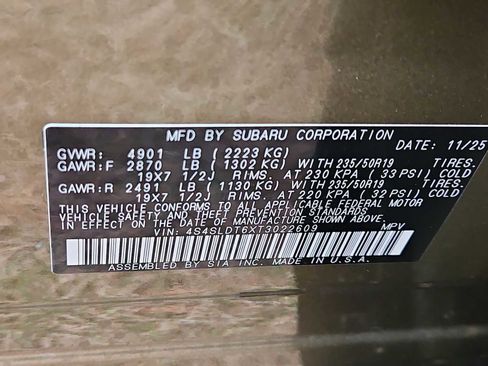 MFD BY SUBARU CORPORATION
DATE: 11/25
GVWR: 4901 LB (2223 KG)
GAWR:F 2870 LB (1302 KG) WITH 235/50R19 TIRES.
19X7 1/2J RIMS. AT 230 KPA (33 PSI) COLD
GAWR:R 2491 LB (1130 KG) WITH 235/50R19 TIRES.
19X7 1/2J RIMS. AT 220 KPA (32 PSI) COLD
THIS VEHICLE CONFORMS TO ALL APPLICABLE FEDERAL MOTOR
VEHICLE SAFETY, BUMPER, AND THEFT PREVENTION STANDARDS
IN EFFECT ON THE DATE OF MANUFACTURE SHOWN ABOVE.
VIN: 4S4SLDT6XT3022609 MPV
ASSEMBLED BY SIA INC. MADE IN U.S.A.